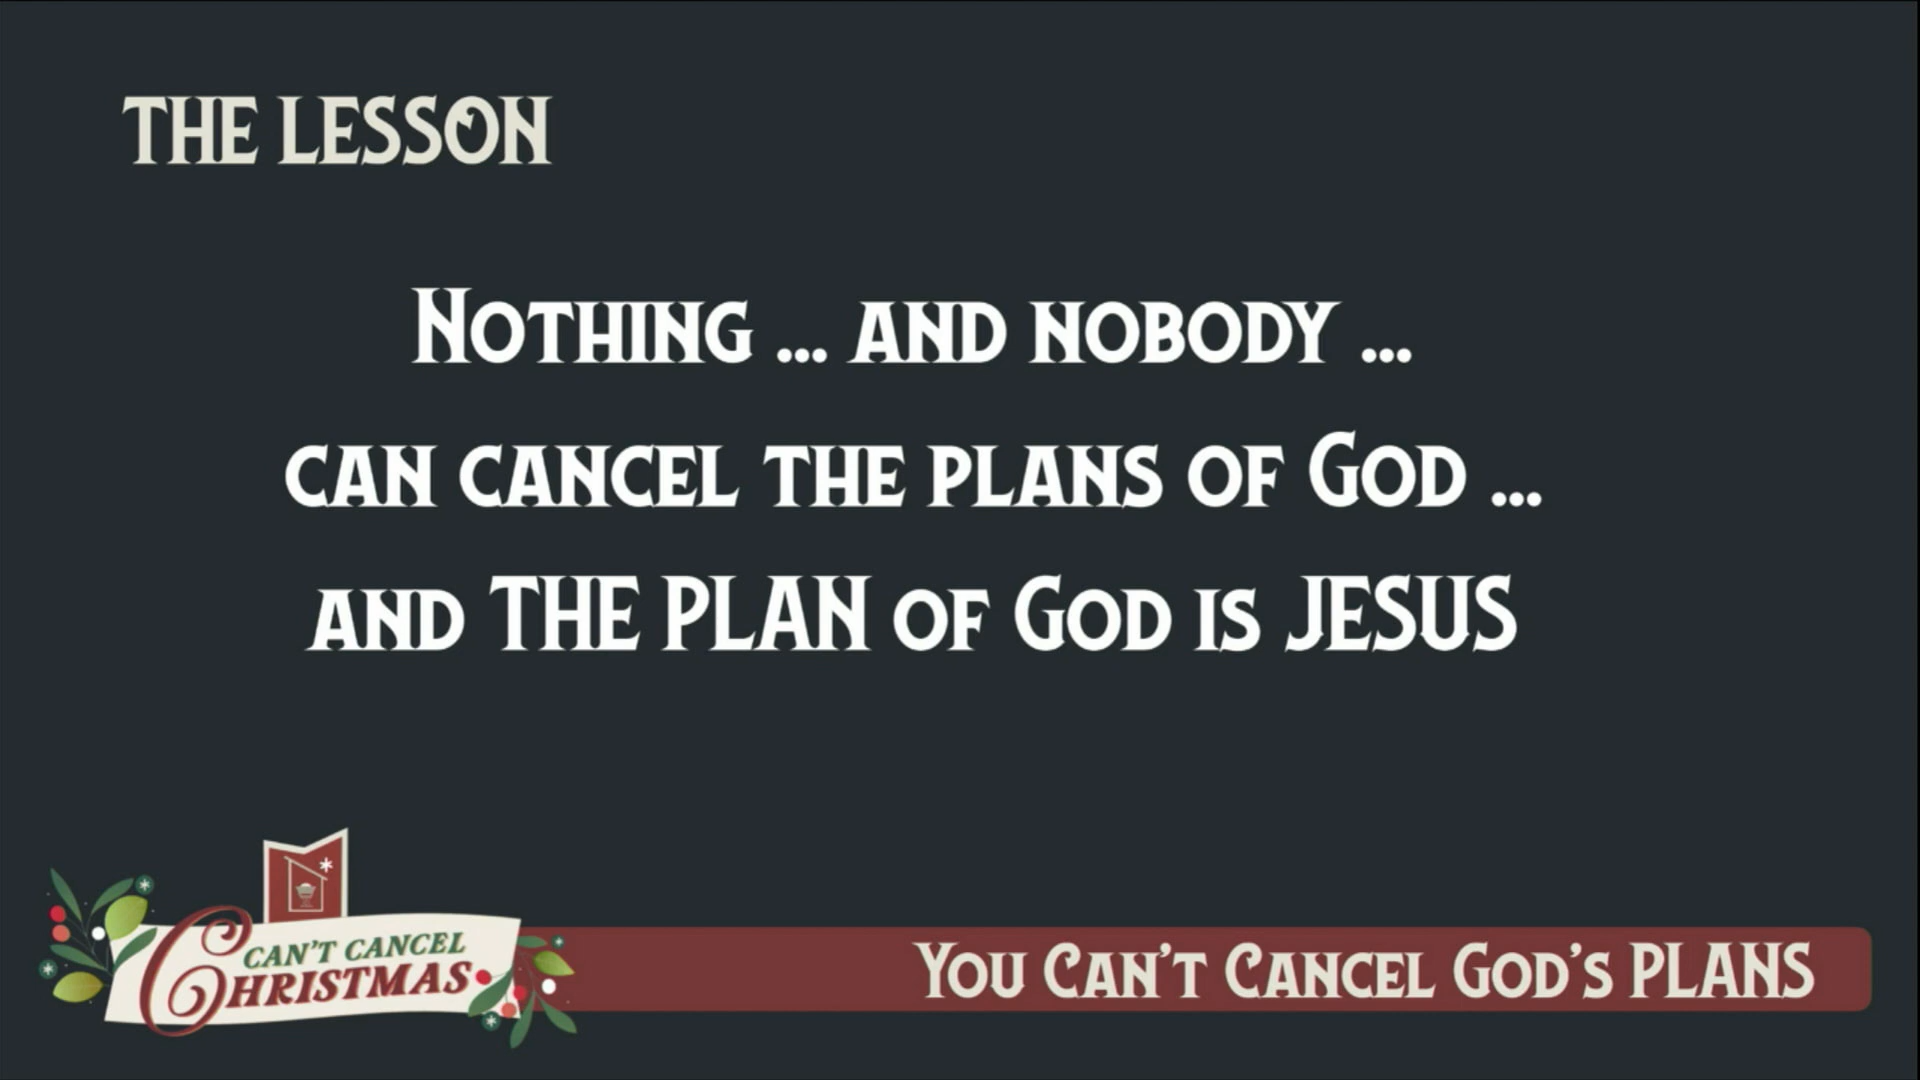 THE LESSON
Nothing ... and nobody ...
can cancel the plans of God ...
and THE PLAN of God is JESUS
CAN'T CANCEL
CHRISTMAS
You Can't Cancel God's PLANS